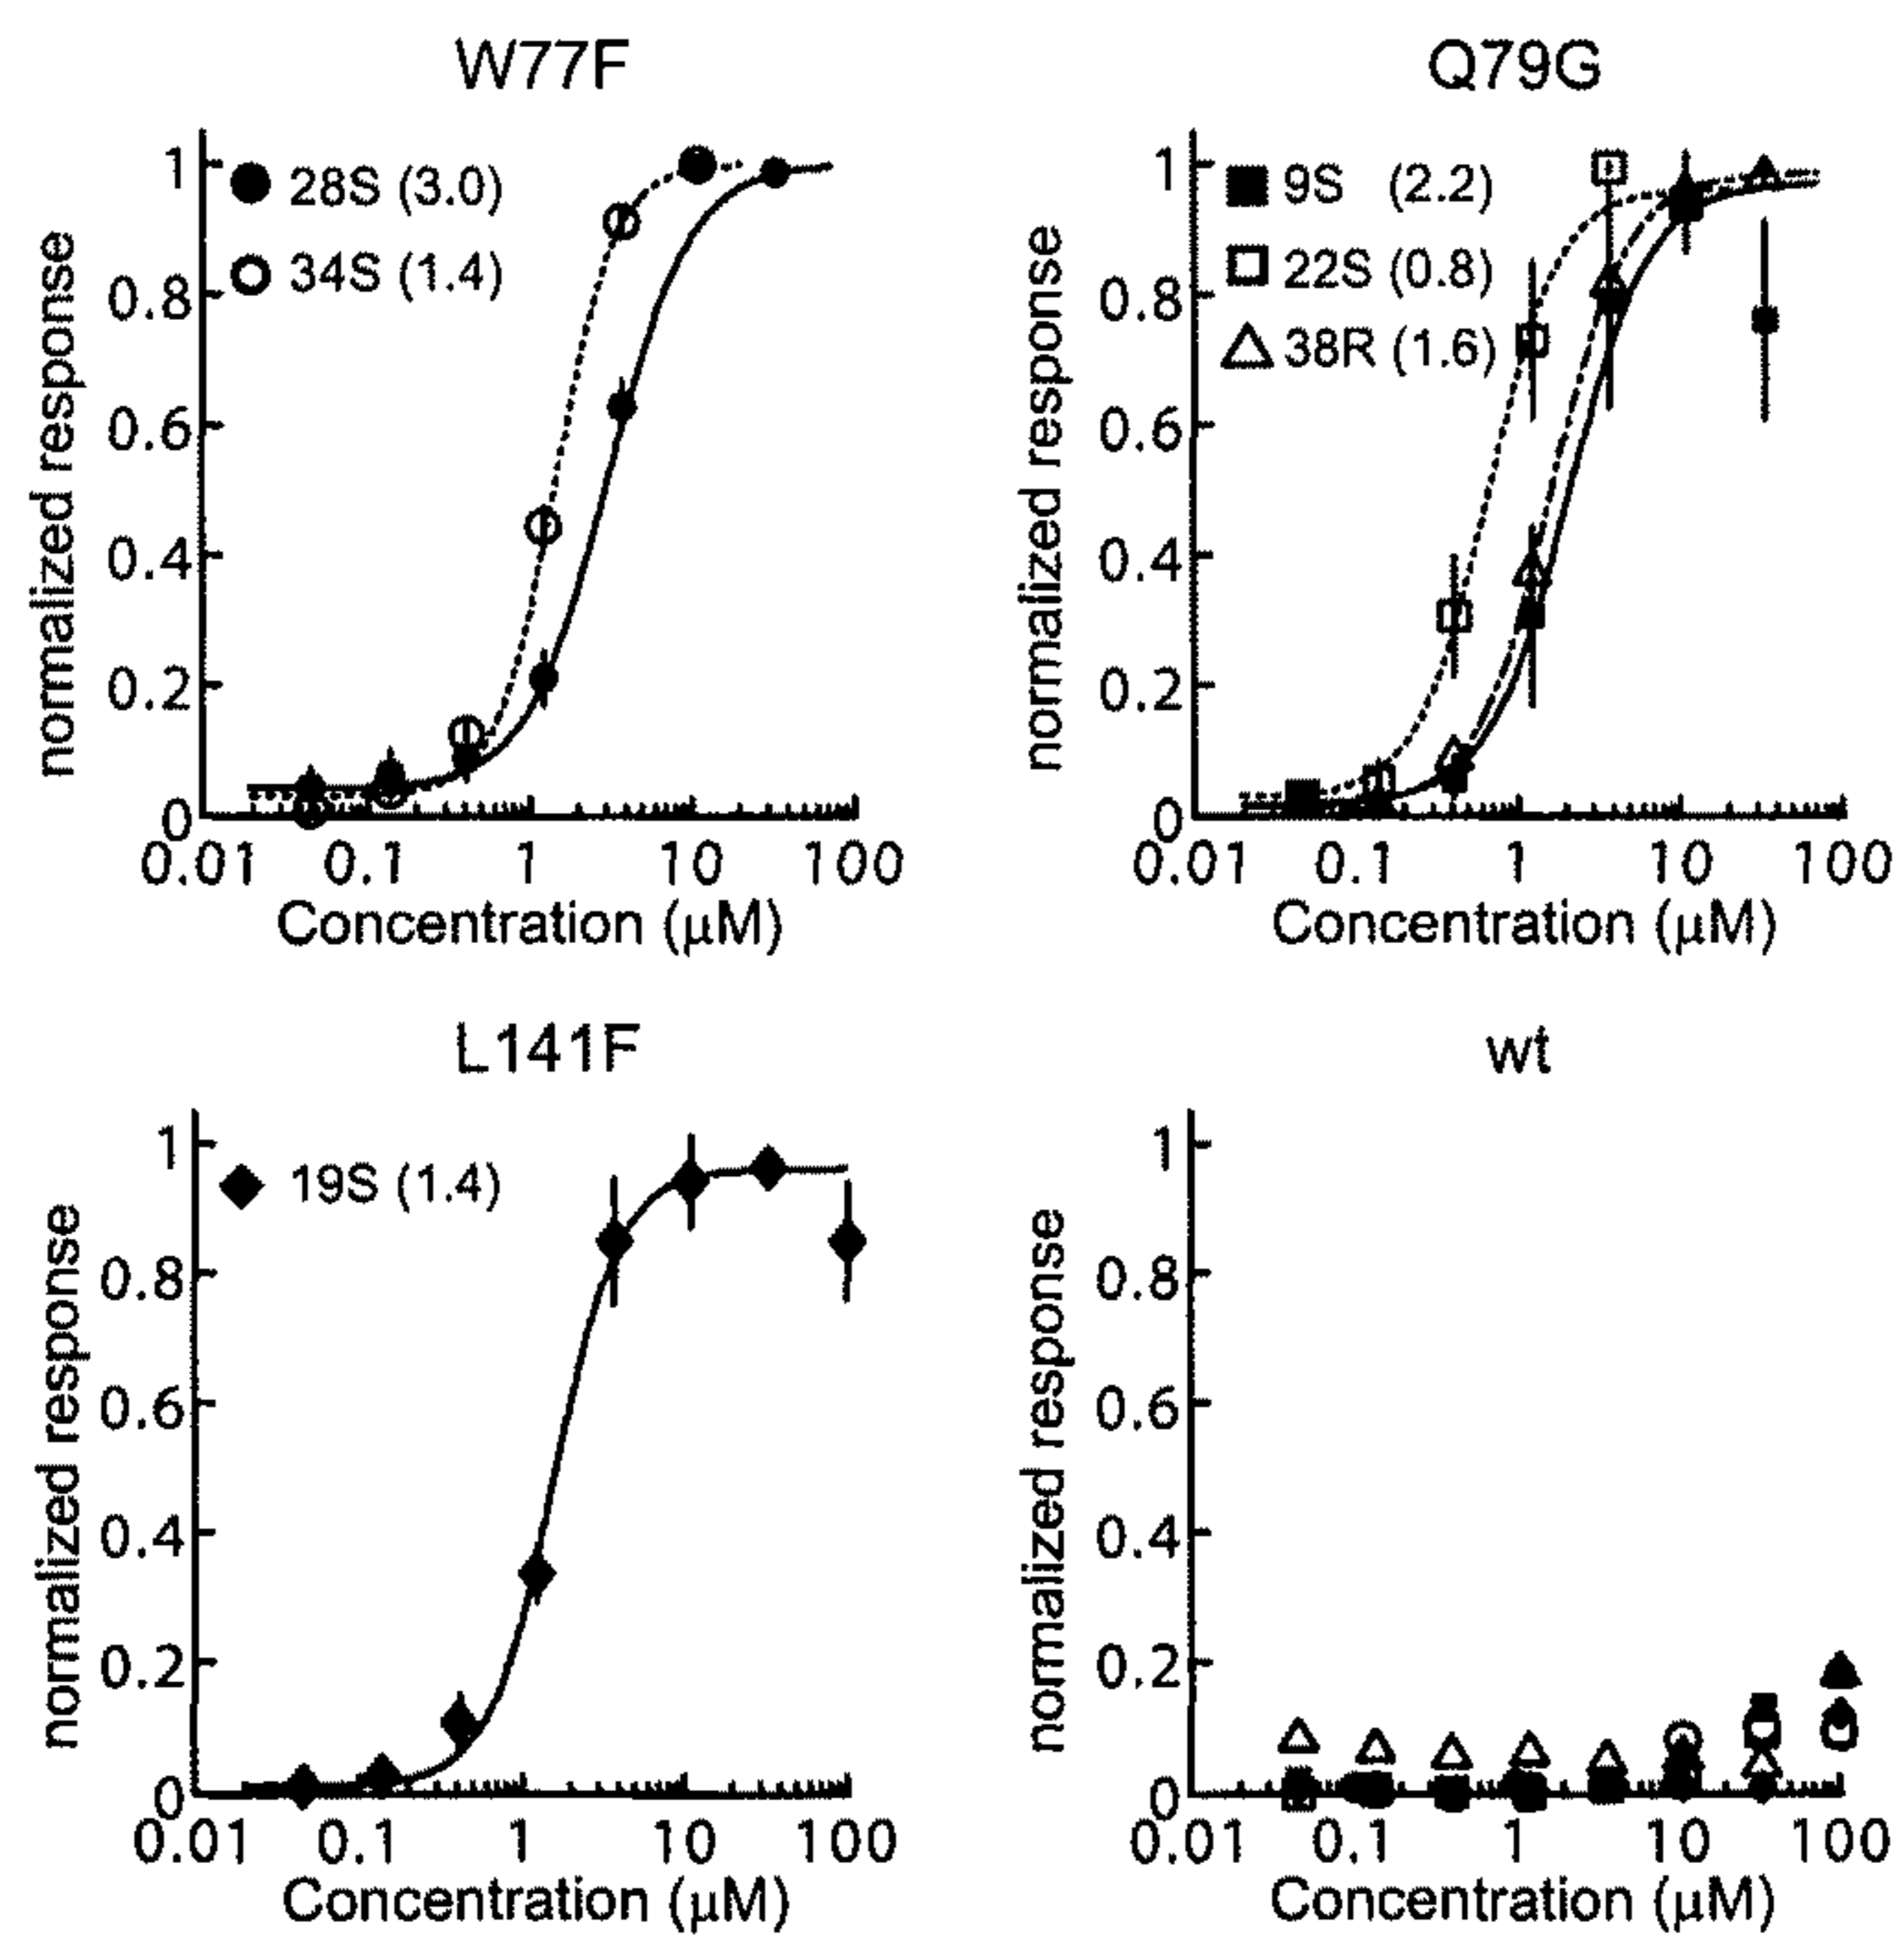 W77F
28S (3.0)
34S (1.4)
normalized response
1
0.8
0.6
0.4
0.2
0
0.01 0.1 1 10 100
Concentration (µM)
Q79G
9S (2.2)
22S (0.8)
38R (1.6)
normalized response
1
0.8
0.6
0.4
0.2
0
0.01 0.1 1 10 100
Concentration (µM)
L141F
19S (1.4)
normalized response
1
0.8
0.6
0.4
0.2
0
0.01 0.1 1 10 100
Concentration (µM)
wt
normalized response
1
0.8
0.6
0.4
0.2
0
0.01 0.1 1 10 100
Concentration (µM)